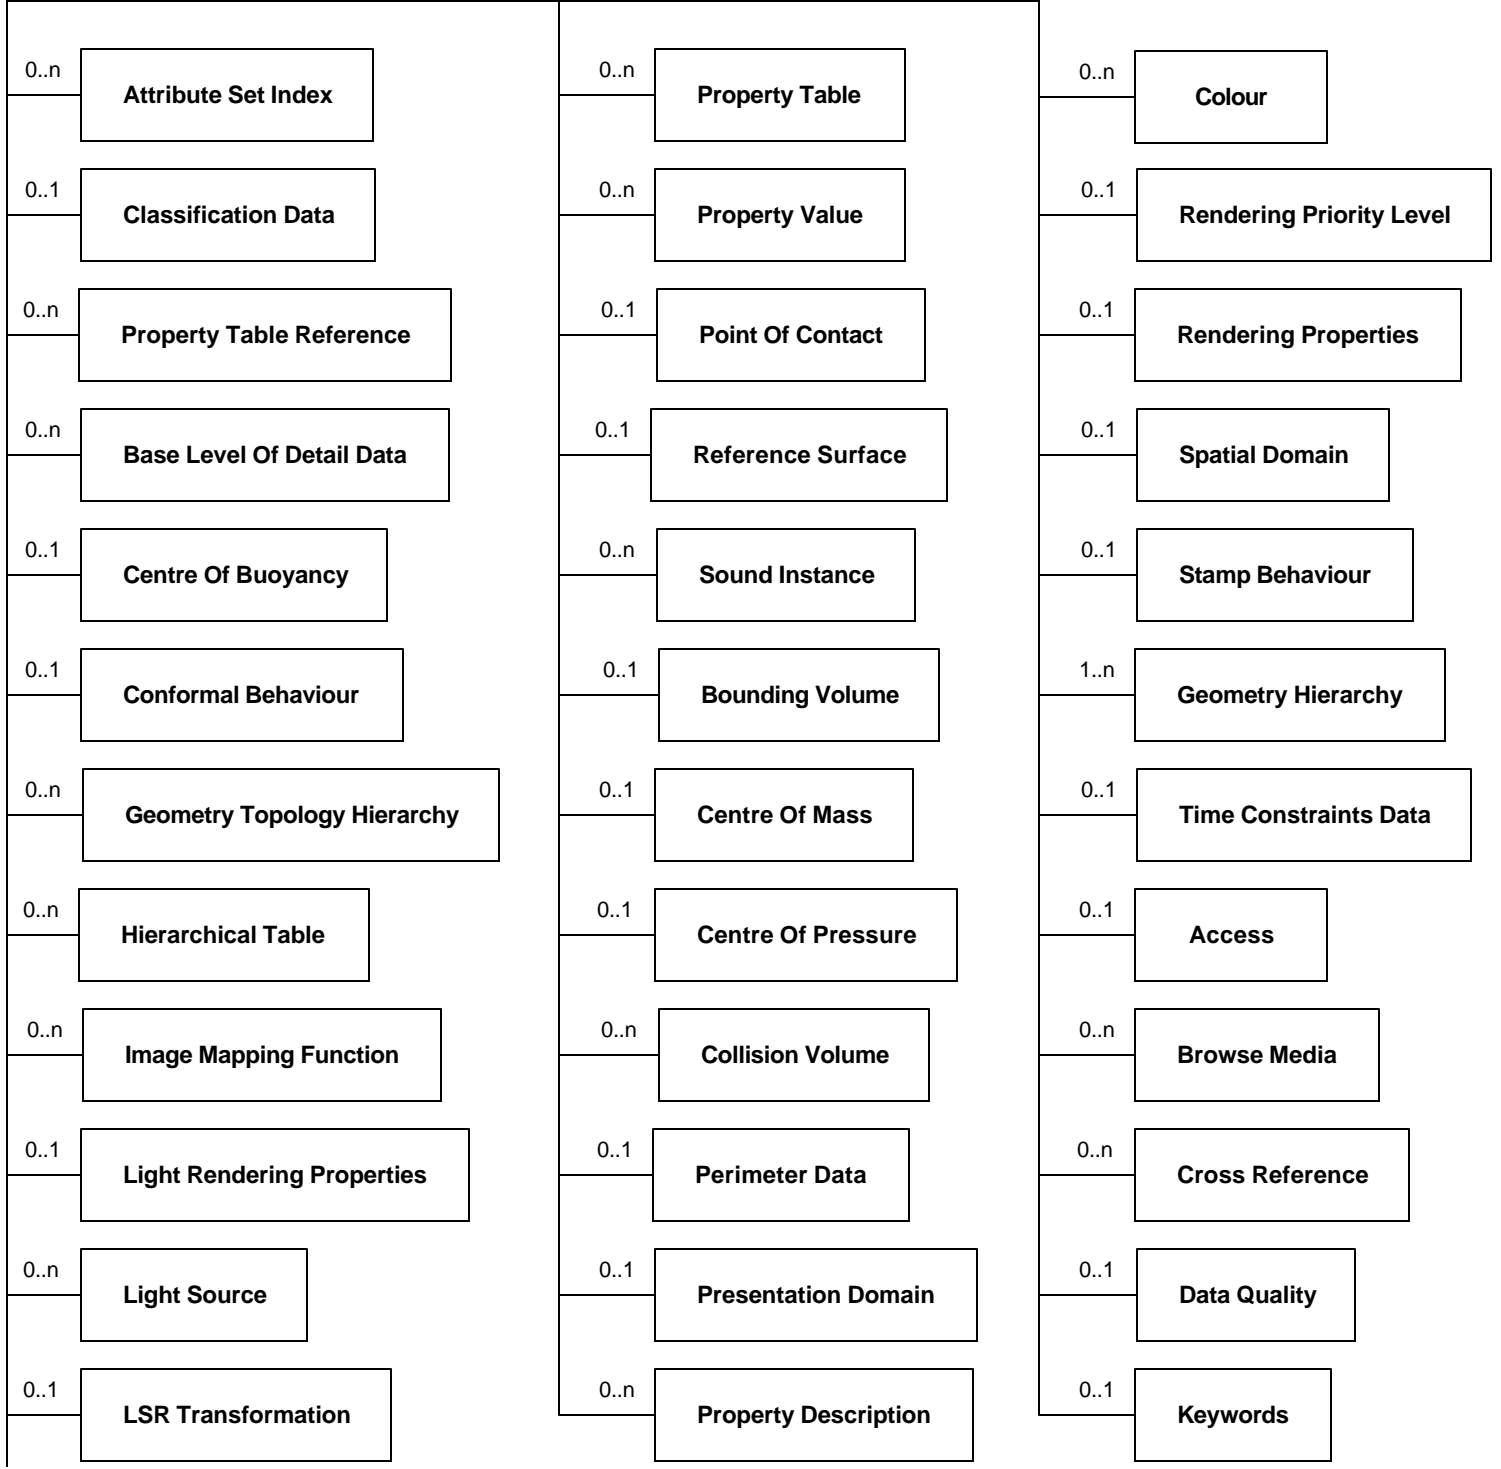 0..n
Attribute Set Index
0..1
Classification Data
0..n
Property Table Reference
0..n
Base Level Of Detail Data
0..1
Centre Of Buoyancy
0..1
Conformal Behaviour
0..n
Geometry Topology Hierarchy
0..n
Hierarchical Table
0..n
Image Mapping Function
0..1
Light Rendering Properties
0..n
Light Source
0..1
LSR Transformation
0..n
Property Table
0..n
Property Value
0..1
Point Of Contact
0..1
Reference Surface
0..n
Sound Instance
0..1
Bounding Volume
0..1
Centre Of Mass
0..1
Centre Of Pressure
0..n
Collision Volume
0..1
Perimeter Data
0..1
Presentation Domain
0..n
Property Description
0..n
Colour
0..1
Rendering Priority Level
0..1
Rendering Properties
0..1
Spatial Domain
0..1
Stamp Behaviour
1..n
Geometry Hierarchy
0..1
Time Constraints Data
0..1
Access
0..n
Browse Media
0..n
Cross Reference
0..1
Data Quality
0..1
Keywords